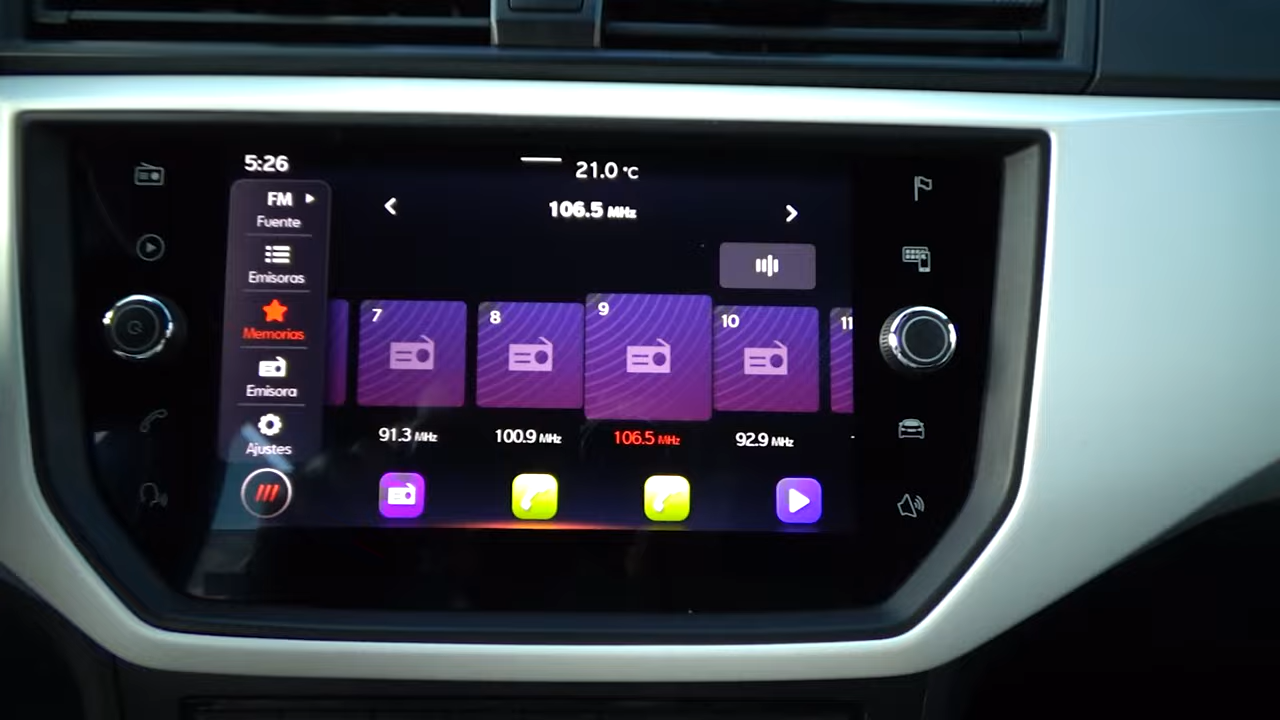 5:26
21.0 °C
FM
Fuente
106.5 MHz
Emisoras
Memorias
Emisora
Ajustes
7
8
9
10
11
91.3 MHz
100.9 MHz
106.5 MHz
92.9 MHz